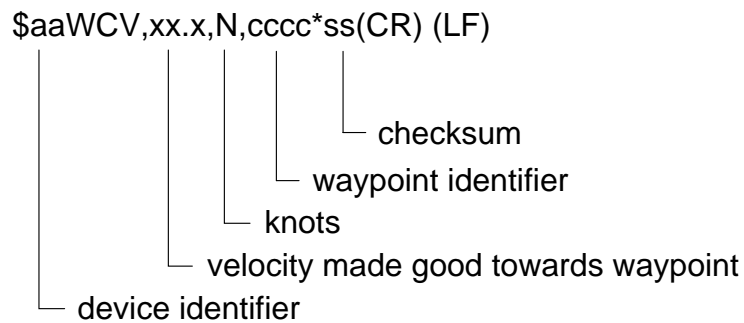 $aaWCV,xx.x,N,cccc*ss(CR) (LF)
checksum
waypoint identifier
knots
velocity made good towards waypoint
device identifier